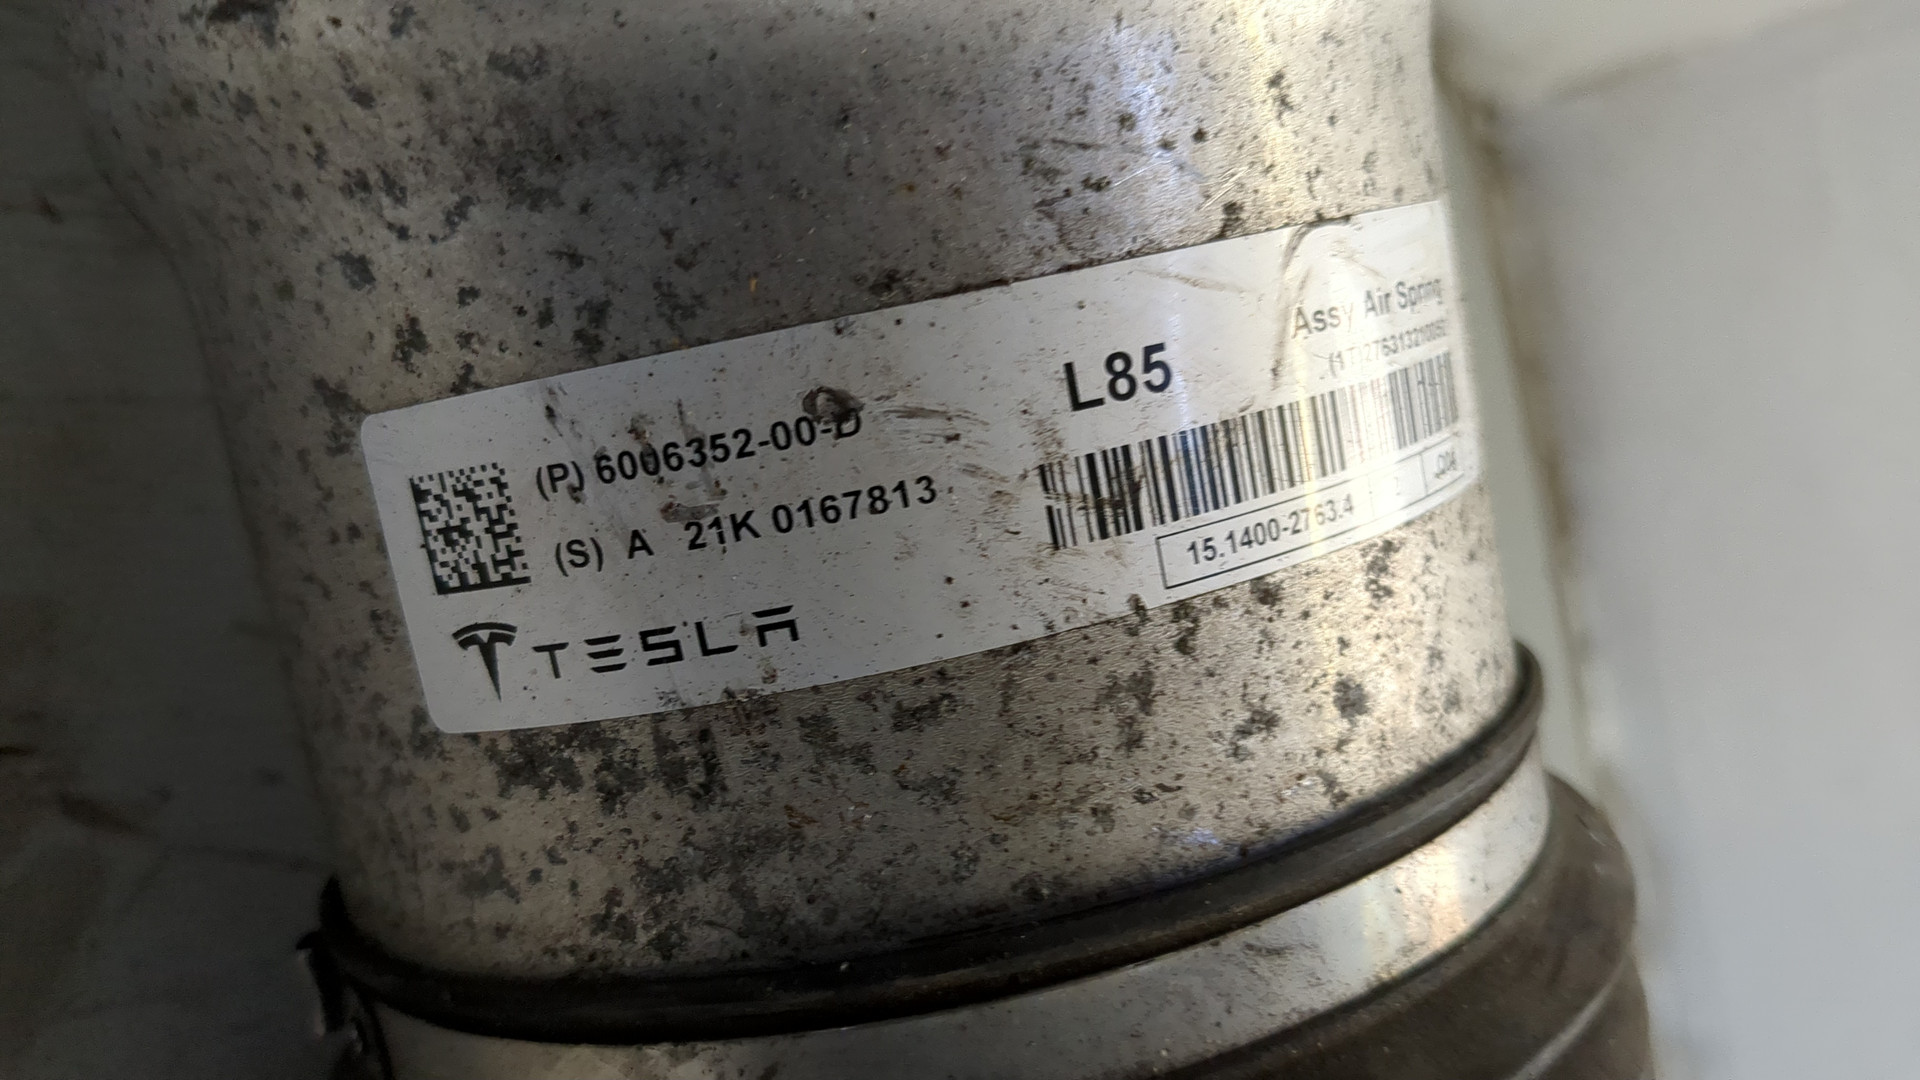 (P) 6006352-00-D
(S) A 21K 0167813
TESLA
L85
Assy Air Spring
15.1400-2763.4